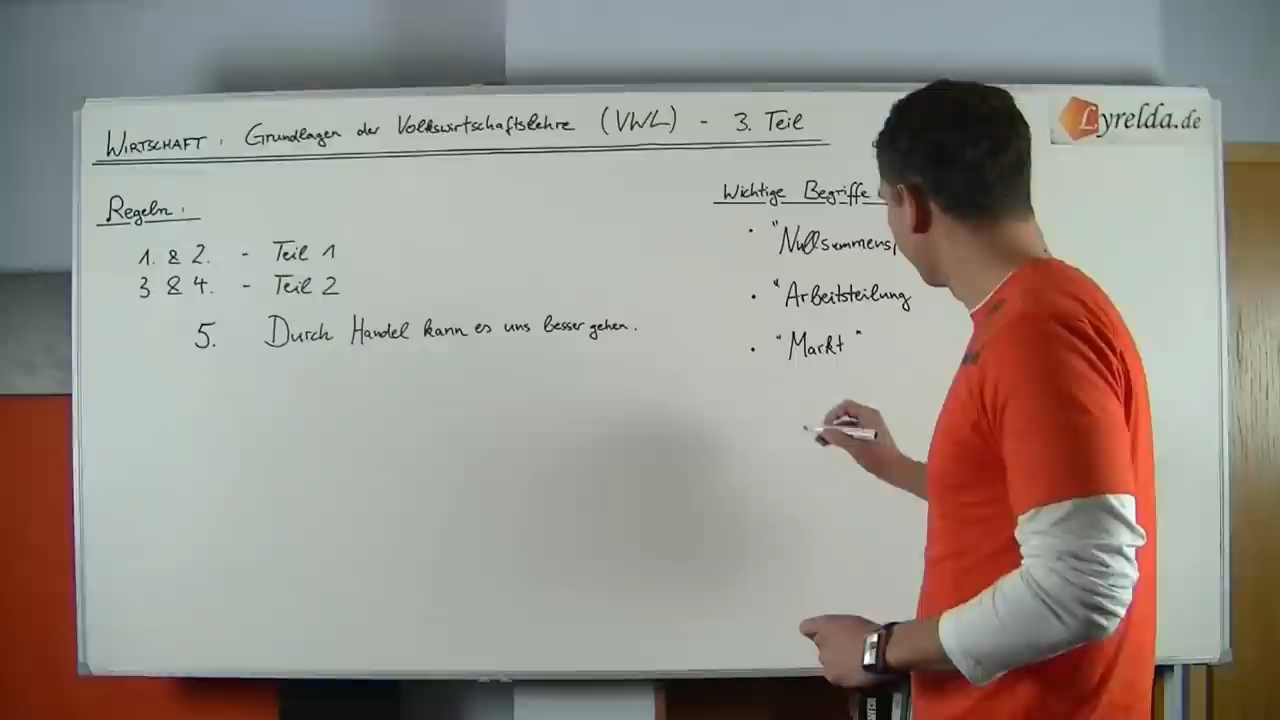 WIRTSCHAFT: Grundlagen der Volkswirtschaftslehre (VWL) - 3. Teil
Lyrelda.de
Regeln:
1. & 2. - Teil 1
3 & 4. - Teil 2
5. Durch Handel kann es uns besser gehen.
Wichtige Begriffe
• "Nullsummensp
• "Arbeitsteilung
• "Markt"